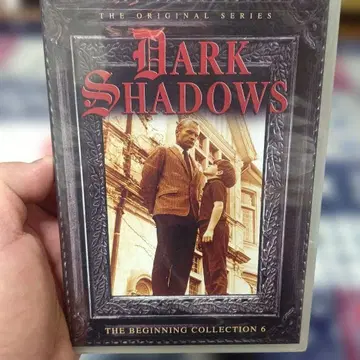 THE ORIGINAL SERIES
DARK
SHADOWS
THE BEGINNING COLLECTION 6